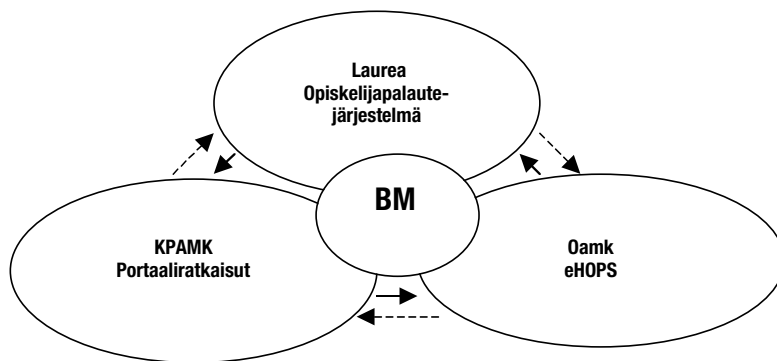 Laurea
Opiskelijapalaute-
järjestelmä
BM
KPAMK
Portaaliratkaisut
Oamk
eHOPS